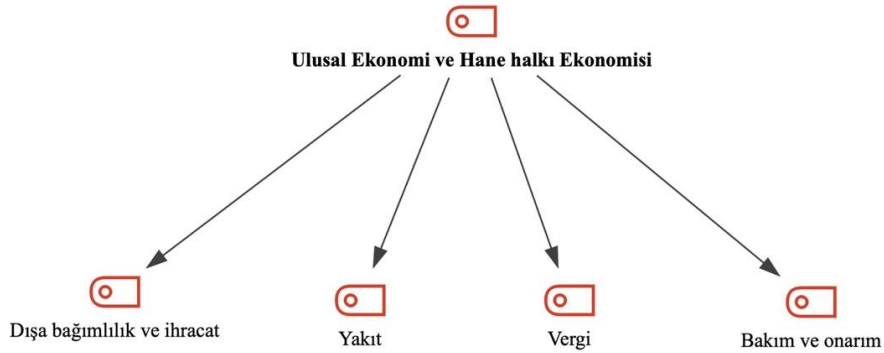 Ulusal Ekonomi ve Hane halkı Ekonomisi
Dışa bağımlılık ve ihracat
Yakıt
Vergi
Bakım ve onarım